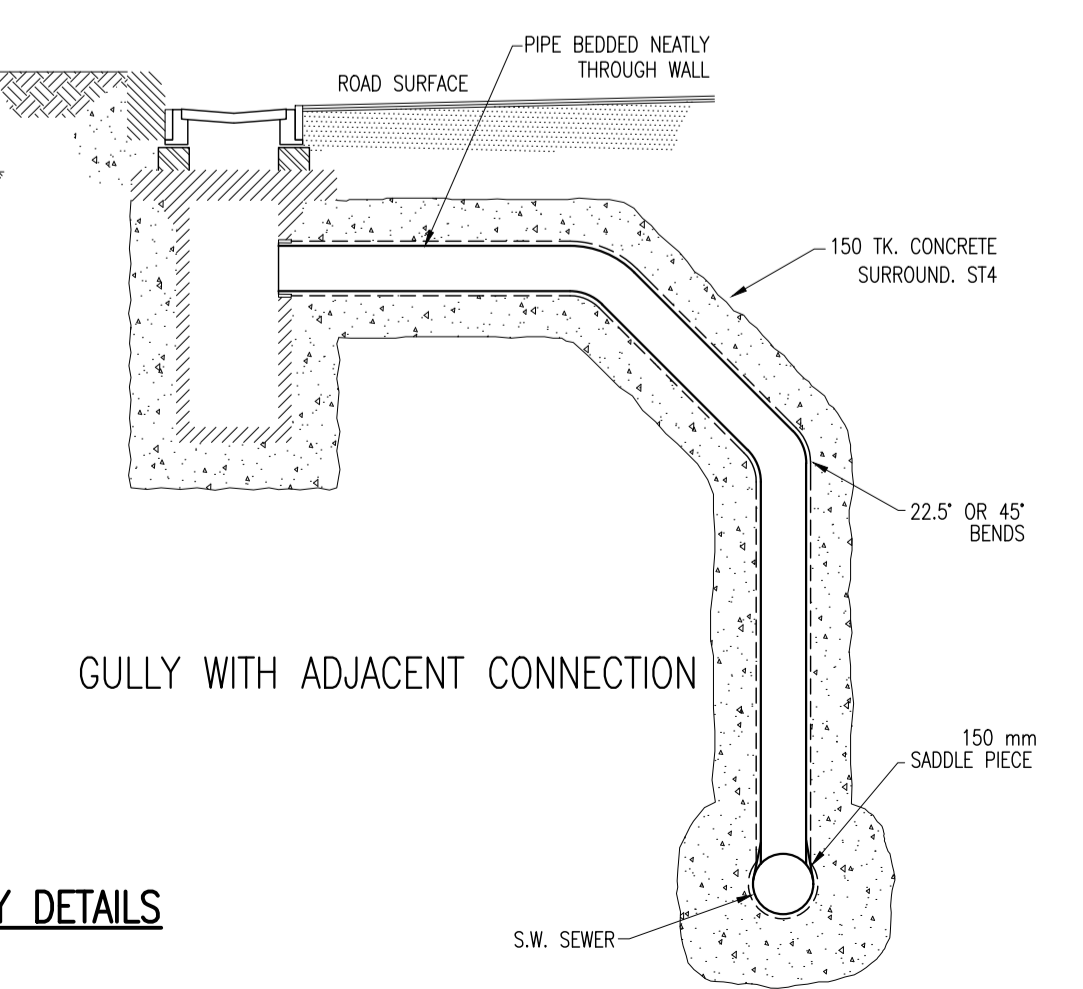 PIPE BEDDED NEATLY
THROUGH WALL
ROAD SURFACE
150 TK. CONCRETE
SURROUND. ST4
22.5° OR 45°
BENDS
GULLY WITH ADJACENT CONNECTION
150 mm
SADDLE PIECE
Y DETAILS
S.W. SEWER